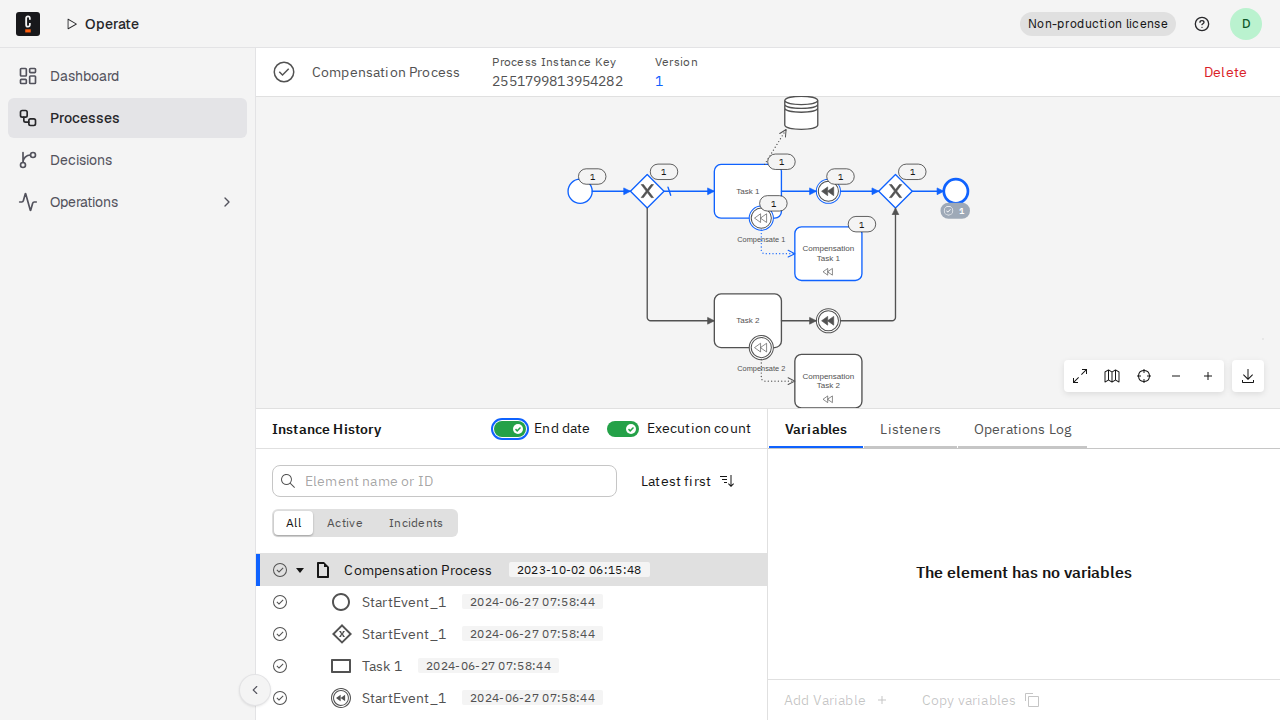 C
Operate
Non-production license
D
Dashboard
Processes
Decisions
Operations
Compensation Process
Process Instance Key
2551799813954282
Version
1
Delete
1
1
1
1
1
1
1
Task 1
1
Compensate 1
Compensation
Task 1
1
Task 2
Compensate 2
Compensation
Task 2
Instance History
End date
Execution count
Variables
Listeners
Operations Log
Element name or ID
Latest first
All
Active
Incidents
Compensation Process
2023-10-02 06:15:48
StartEvent_1
2024-06-27 07:58:44
StartEvent_1
2024-06-27 07:58:44
Task 1
2024-06-27 07:58:44
StartEvent_1
2024-06-27 07:58:44
The element has no variables
Add Variable
Copy variables